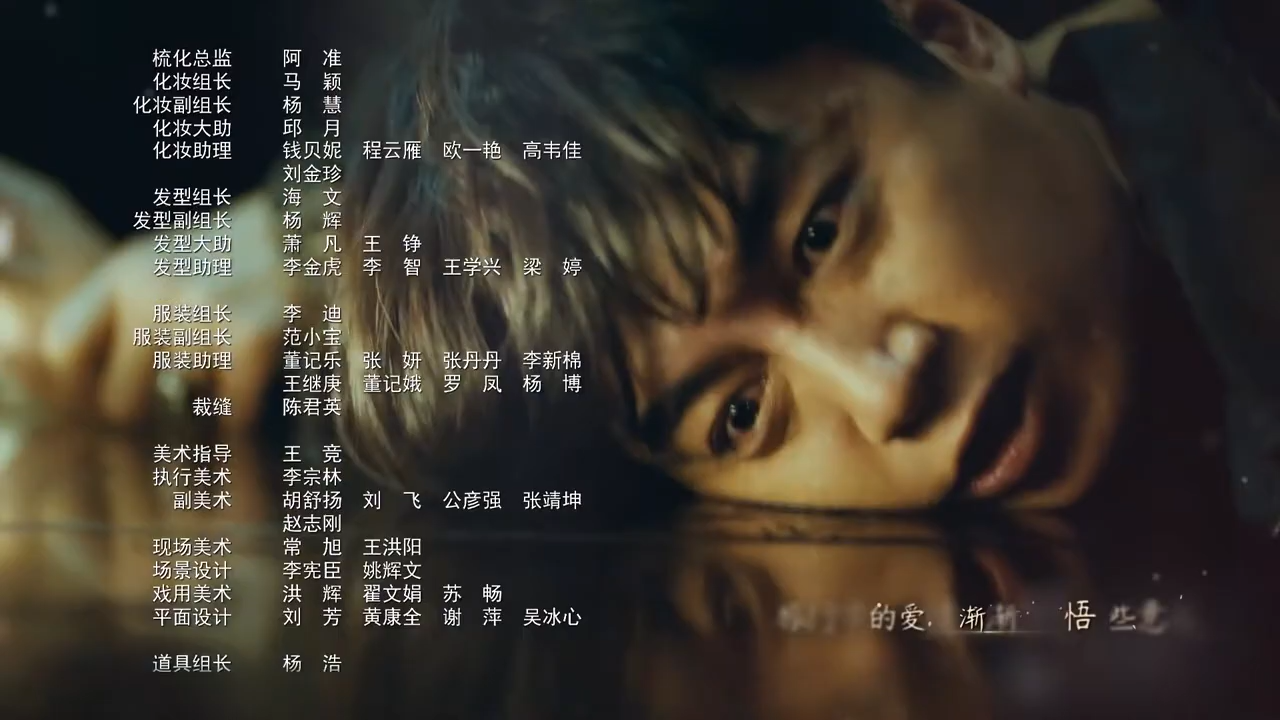 梳化总监 阿 准
化妆组长 马 颖
化妆副组长 杨 慧
化妆大助 邱 月
化妆助理 钱贝妮 程云雁 欧一艳 高韦佳
刘金珍
发型组长 海 文
发型副组长 杨 辉
发型大助 萧 凡 王 铮
发型助理 李金虎 李 智 王学兴 梁 婷
服装组长 李 迪
服装副组长 范小宝
服装助理 董记乐 张 妍 张丹丹 李新棉
王继庚 董记娥 罗 凤 杨 博
裁缝 陈君英
美术指导 王 竞
执行美术 李宗林
副美术 胡舒扬 刘 飞 公彦强 张靖坤
赵志刚
现场美术 常 旭 王洪阳
场景设计 李宪臣 姚辉文
戏用美术 洪 辉 翟文娟 苏 畅
平面设计 刘 芳 黄康全 谢 萍 吴冰心
道具组长 杨 浩
的爱, 渐渐 悟 些意